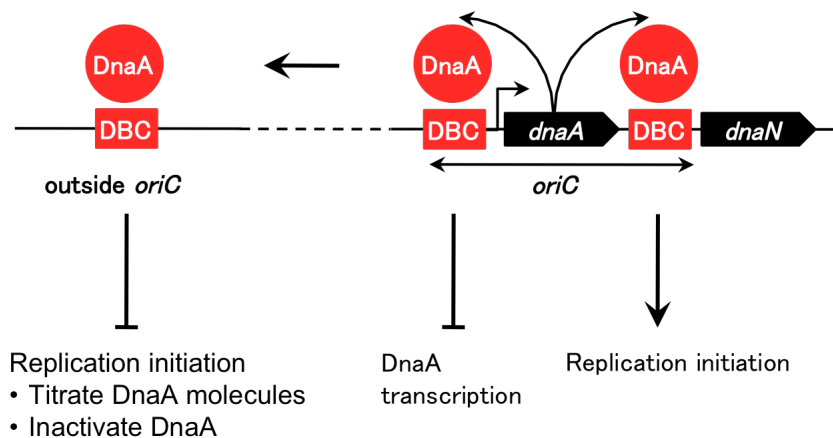 DnaA
DnaA
DnaA
DBC
DBC
dnaA
DBC
dnaN
outside oriC
oriC
Replication initiation
• Titrate DnaA molecules
• Inactivate DnaA
DnaA
transcription
Replication initiation